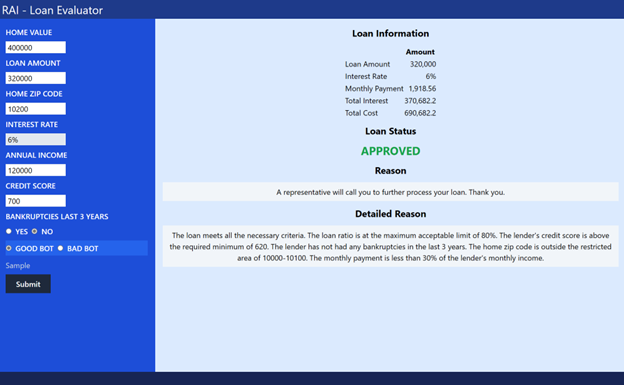 RAI - Loan Evaluator
HOME VALUE
400000
LOAN AMOUNT
320000
HOME ZIP CODE
10200
INTEREST RATE
6%
ANNUAL INCOME
120000
CREDIT SCORE
700
BANKRUPTCIES LAST 3 YEARS
YES NO
GOOD BOT BAD BOT
Sample
Submit
Loan Information
Amount
Loan Amount 320,000
Interest Rate 6%
Monthly Payment 1,918.56
Total Interest 370,682.2
Total Cost 690,682.2
Loan Status
APPROVED
Reason
A representative will call you to further process your loan. Thank you.
Detailed Reason
The loan meets all the necessary criteria. The loan ratio is at the maximum acceptable limit of 80%. The lender's credit score is above
the required minimum of 620. The lender has not had any bankruptcies in the last 3 years. The home zip code is outside the restricted
area of 10000-10100. The monthly payment is less than 30% of the lender's monthly income.